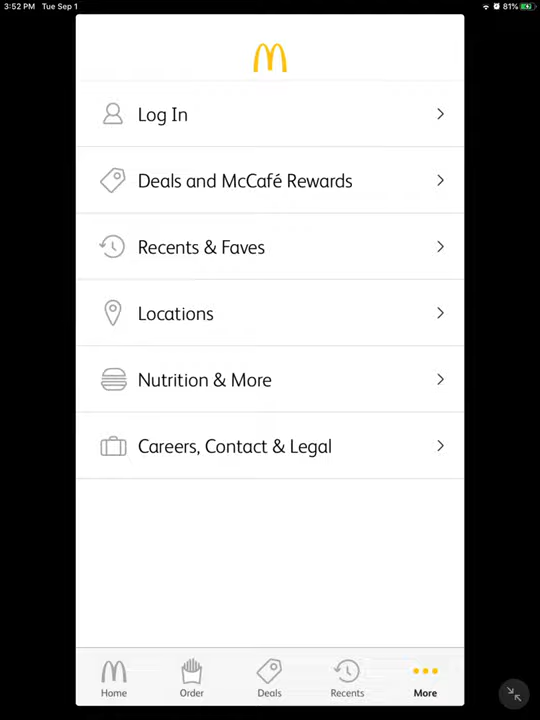 3:52 PM Tue Sep 1
81%
Log In
Deals and McCafé Rewards
Recents & Faves
Locations
Nutrition & More
Careers, Contact & Legal
Home Order Deals Recents More